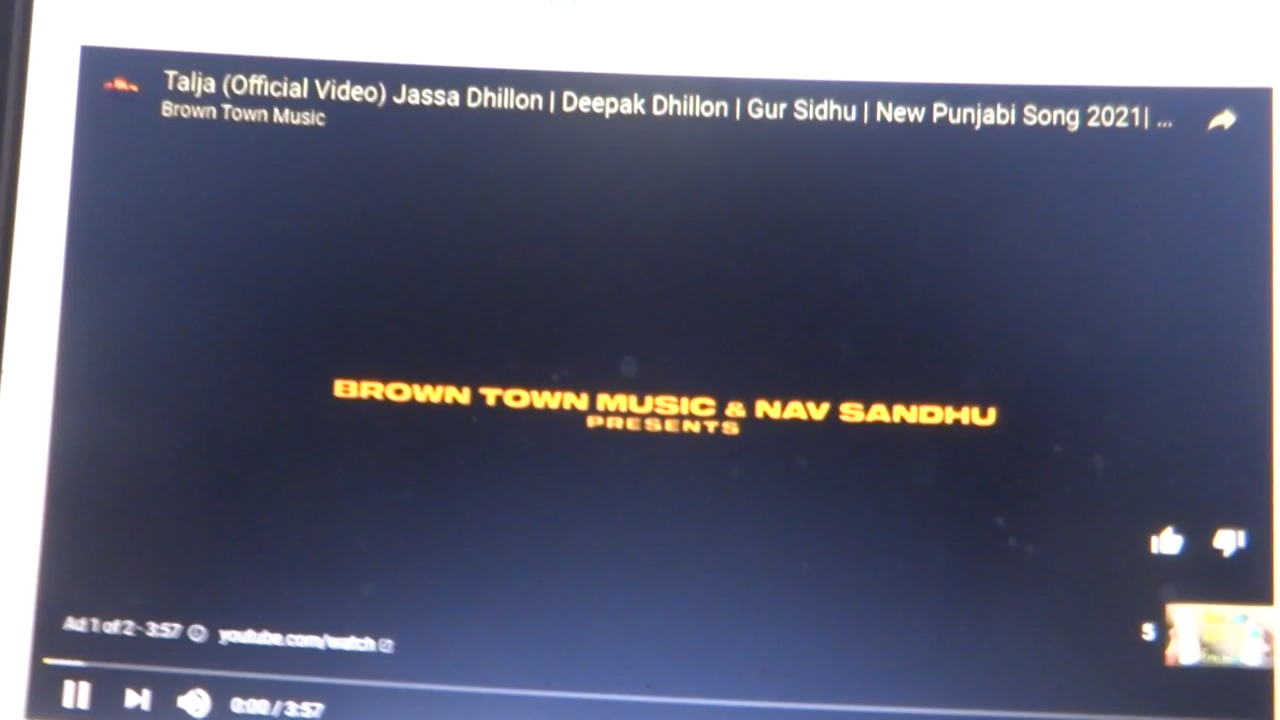 Talja (Official Video) Jassa Dhillon | Deepak Dhillon | Gur Sidhu | New Punjabi Song 2021| ...
Brown Town Music
BROWN TOWN MUSIC & NAV SANDHU
PRESENTS
Ad 1 of 2 · 3:57 youtube.com/watch
5
0:00 / 3:57